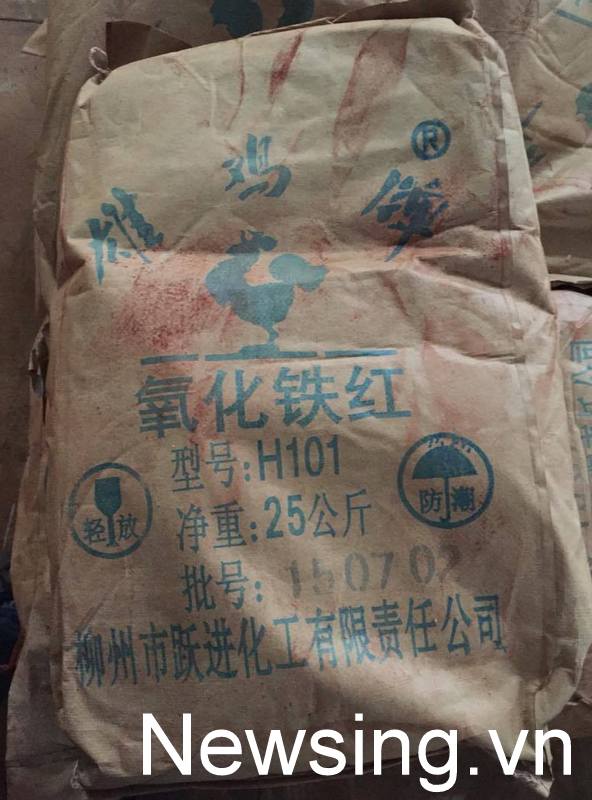 雄鸡牌
®
氧化铁红
型号:H101
净重:25公斤
轻放
防潮
批号:150702
柳州市跃进化工有限责任公司
Newsing.vn